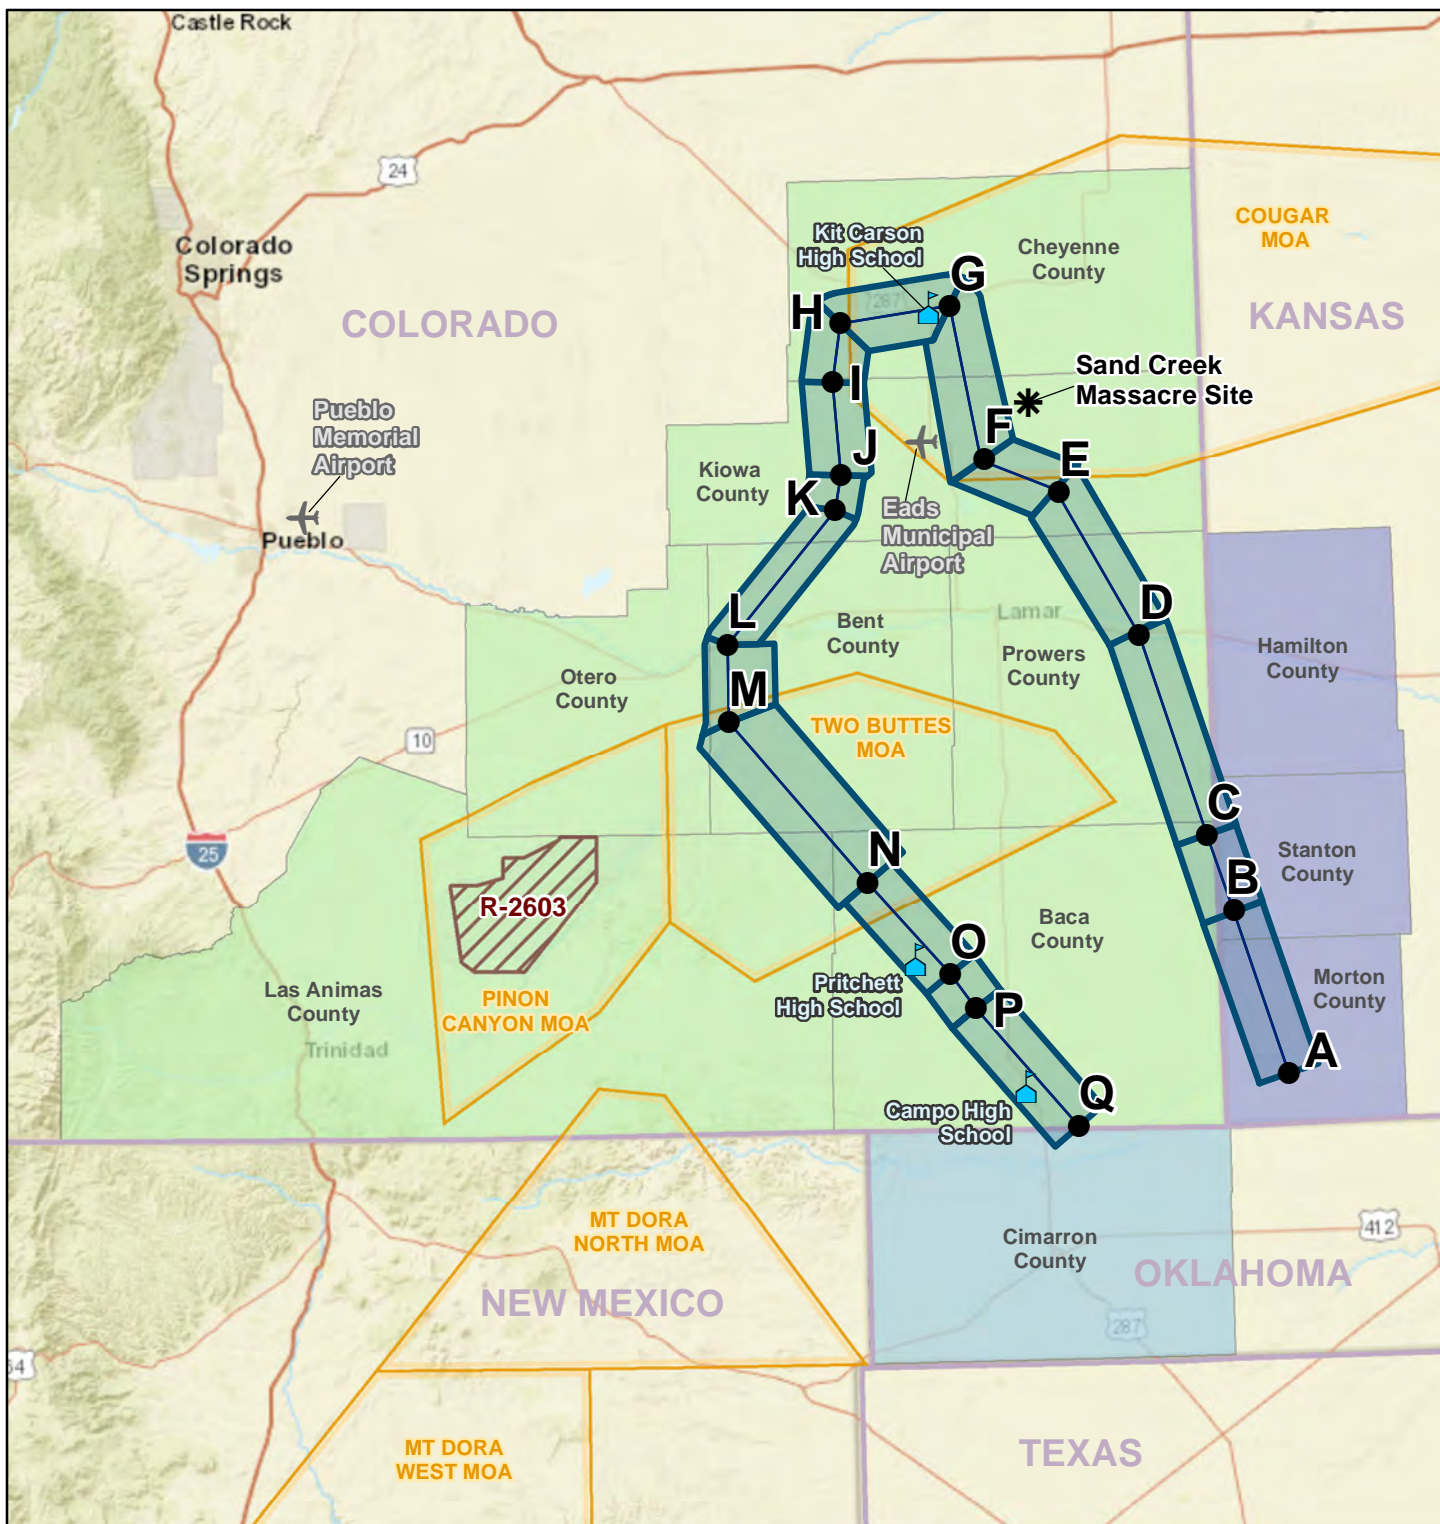 Castle Rock
24
COUGAR
MOA
Kit Carson
High School
Cheyenne
County
Colorado
Springs
G
287
H
COLORADO
KANSAS
Sand Creek
Massacre Site
I
Pueblo
Memorial
Airport
F
J
E
Kiowa
County
K
Eads
Municipal
Airport
Pueblo
D
L
Lamar
Bent
County
Hamilton
County
Prowers
County
Otero
County
M
TWO BUTTES
MOA
10
C
25
N
Stanton
County
B
R-2603
Baca
County
O
Pritchett
High School
Morton
County
Las Animas
County
PINON
CANYON MOA
P
Trinidad
A
Q
Campo High
School
MT DORA
NORTH MOA
412
Cimarron
County
OKLAHOMA
NEW MEXICO
287
MT DORA
WEST MOA
TEXAS